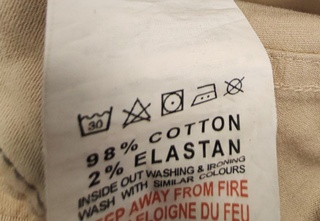 30
98% COTTON
2% ELASTAN
INSIDE OUT WASHING & IRONING
WASH WITH SIMILAR COLOURS
EEP AWAY FROM FIRE
ELOIGNE DU FEU